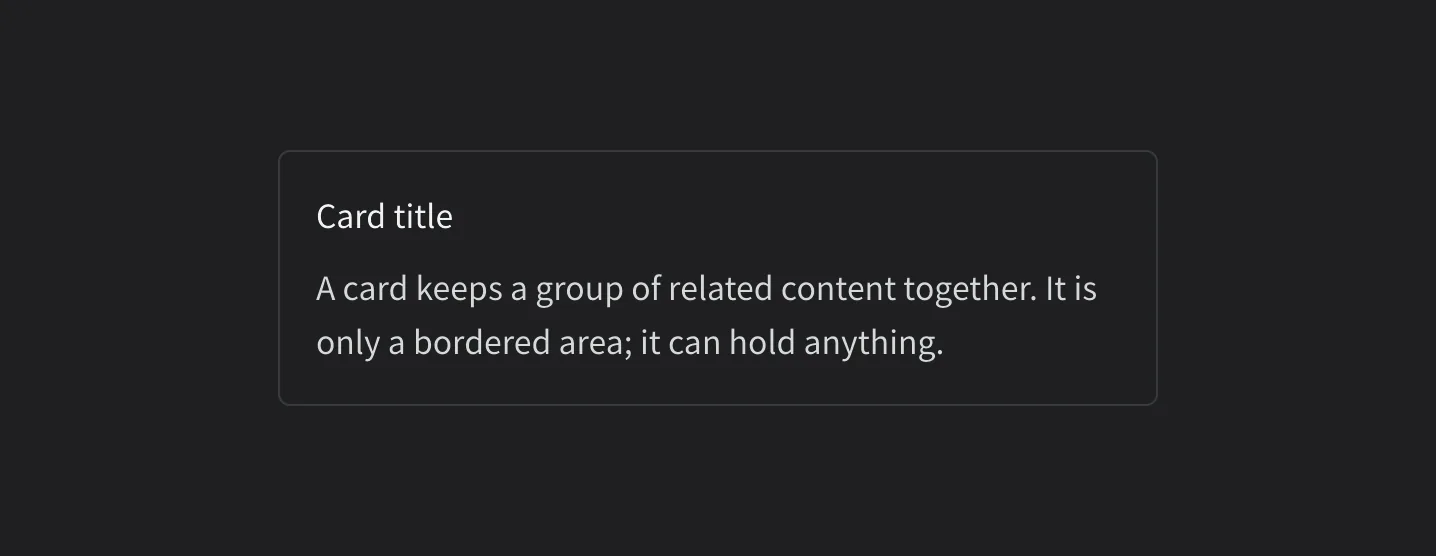 Card title
A card keeps a group of related content together. It is
only a bordered area; it can hold anything.